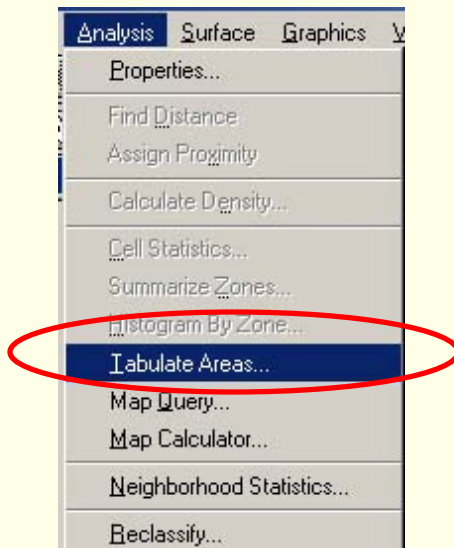 Analysis Surface Graphics V
Properties...
Find Distance
Assign Proximity
Calculate Density...
Cell Statistics...
Summarize Zones...
Histogram By Zone...
Tabulate Areas...
Map Query...
Map Calculator...
Neighborhood Statistics...
Reclassify...